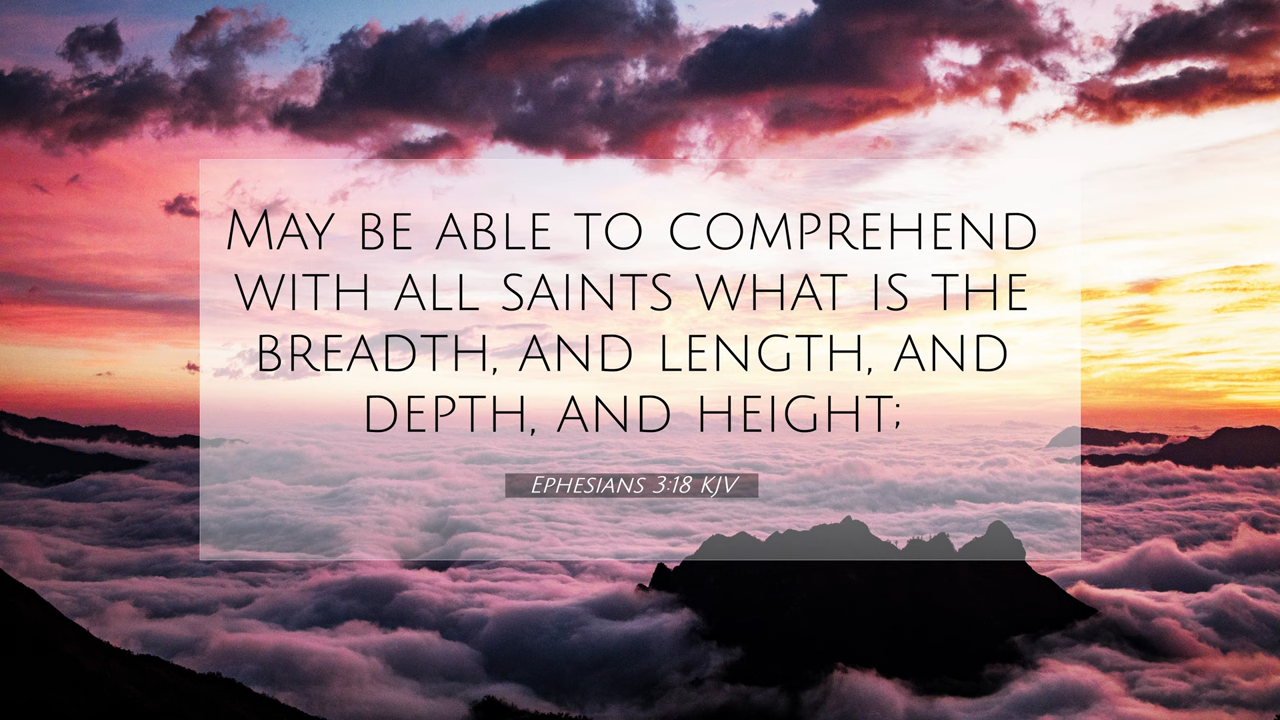 May be able to comprehend
with all saints what is the
breadth, and length, and
depth, and height;
Ephesians 3:18 KJV